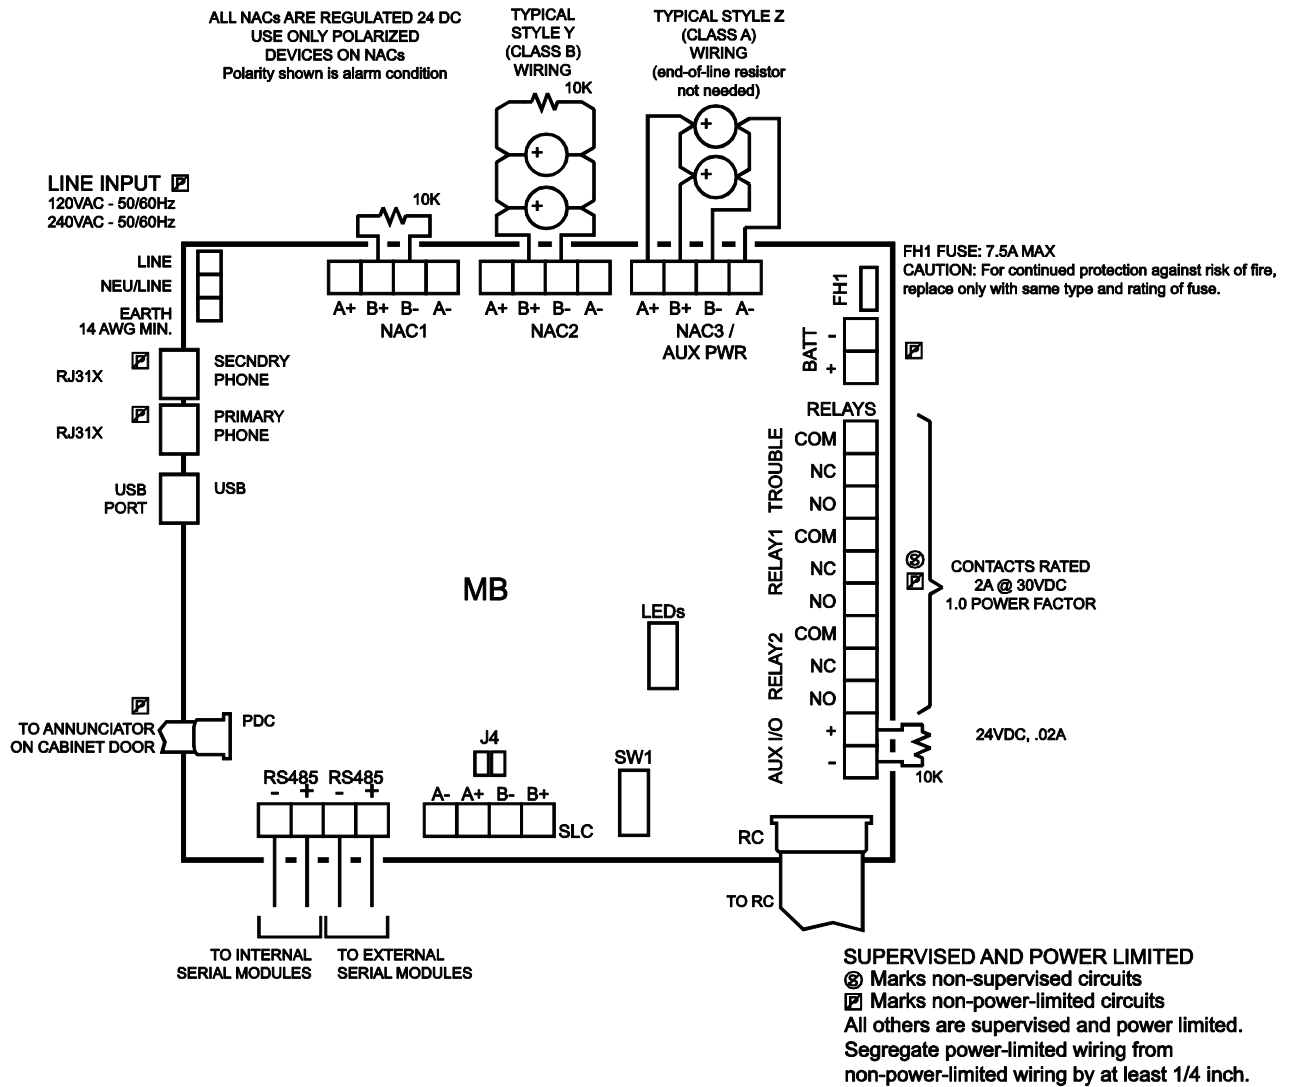 ALL NACs ARE REGULATED 24 DC
USE ONLY POLARIZED
DEVICES ON NACs
Polarity shown is alarm condition
TYPICAL
STYLE Y
(CLASS B)
WIRING
10K
+
+
TYPICAL STYLE Z
(CLASS A)
WIRING
(end-of-line resistor
not needed)
+
+
LINE INPUT P
120VAC - 50/60Hz
240VAC - 50/60Hz
10K
LINE
NEU/LINE
EARTH
14 AWG MIN.
A+ B+ B- A-
NAC1
A+ B+ B- A-
NAC2
A+ B+ B- A-
NAC3 /
AUX PWR
FH1
FH1 FUSE: 7.5A MAX
CAUTION: For continued protection against risk of fire,
replace only with same type and rating of fuse.
BATT
-
+
P
P
RJ31X
SECNDRY
PHONE
P
RJ31X
PRIMARY
PHONE
USB
PORT
USB
RELAYS
TROUBLE
COM
NC
NO
RELAY1
COM
NC
NO
RELAY2
COM
NC
NO
AUX I/O
+
-
S
P
CONTACTS RATED
2A @ 30VDC
1.0 POWER FACTOR
24VDC, .02A
10K
MB
LEDs
P
TO ANNUNCIATOR
ON CABINET DOOR
PDC
RS485 RS485
- + - +
J4
A- A+ B- B+
SLC
SW1
RC
TO RC
TO INTERNAL
SERIAL MODULES
TO EXTERNAL
SERIAL MODULES
SUPERVISED AND POWER LIMITED
S Marks non-supervised circuits
P Marks non-power-limited circuits
All others are supervised and power limited.
Segregate power-limited wiring from
non-power-limited wiring by at least 1/4 inch.